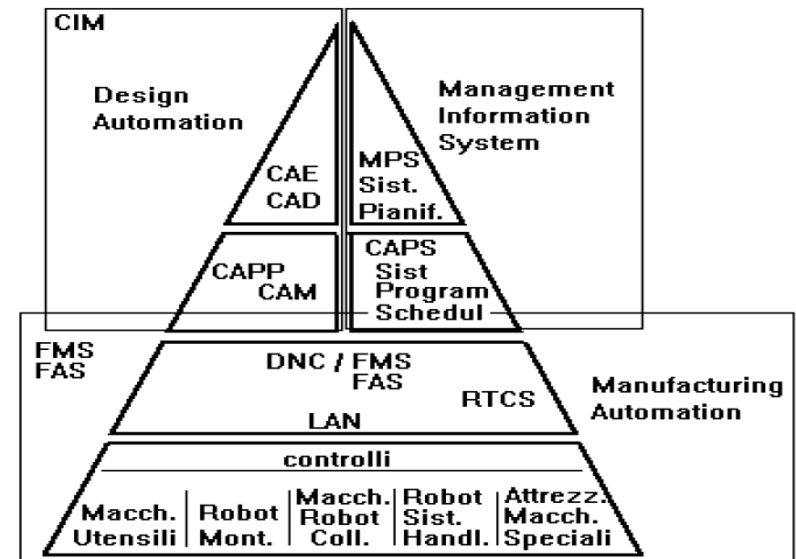 CIM
Design
Automation
Management
Information
System
CAE
CAD
MPS
Sist.
Pianif.
CAPP
CAM
CAPS
Sist
Program
Schedul
FMS
FAS
DNC / FMS
FAS
RTCS
LAN
Manufacturing
Automation
controlli
Macch.
Utensili
Robot
Mont.
Macch.
Robot
Coll.
Robot
Sist.
Handl.
Attrezz.
Macch.
Speciali